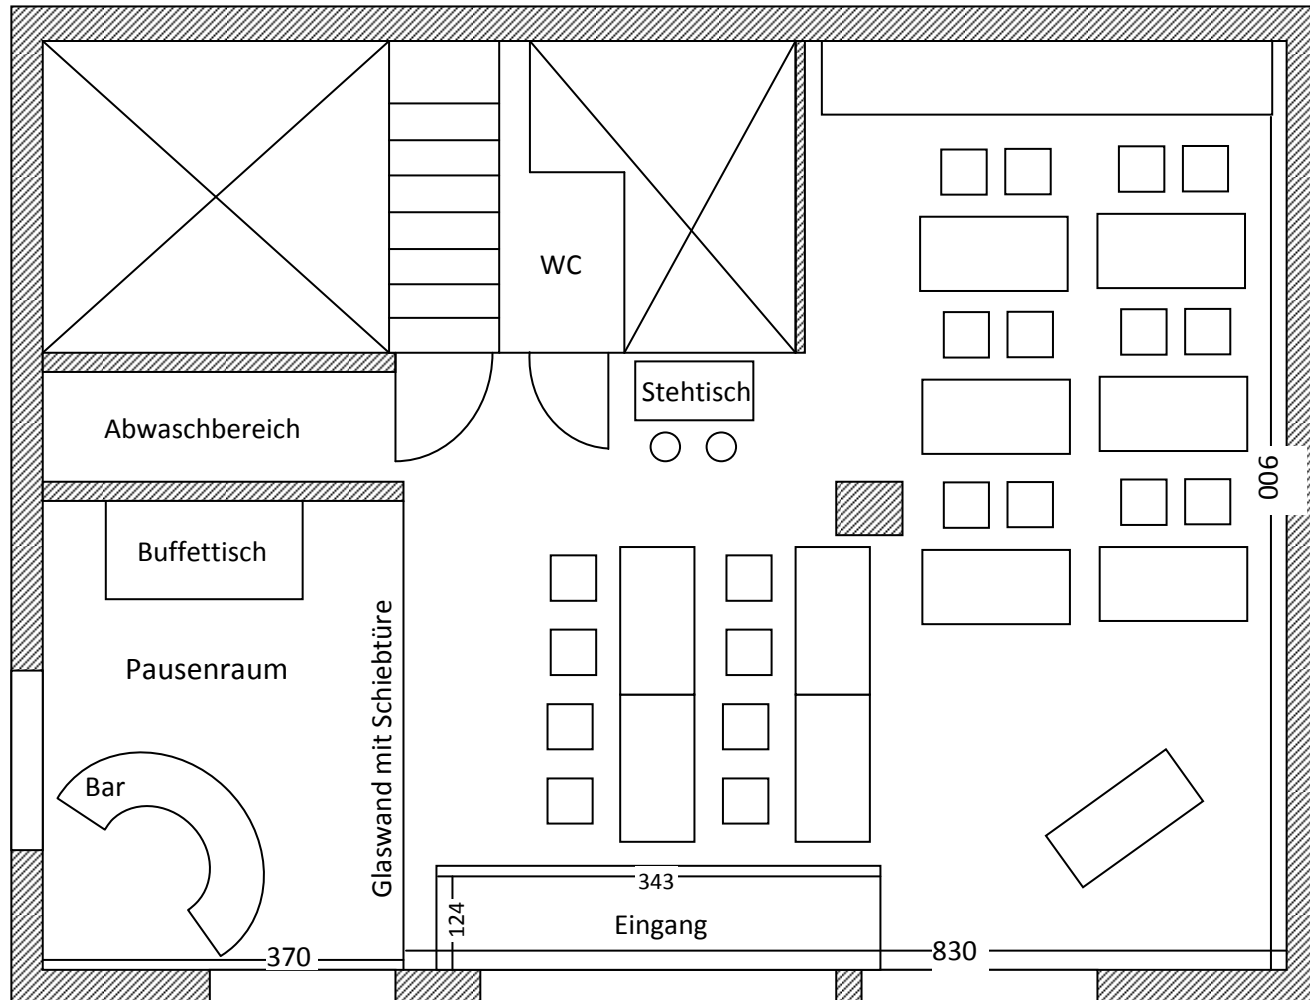 WC
Stehtisch
Abwaschbereich
900
Buffettisch
Pausenraum
Glaswand mit Schiebtüre
Bar
343
124
Eingang
370
830